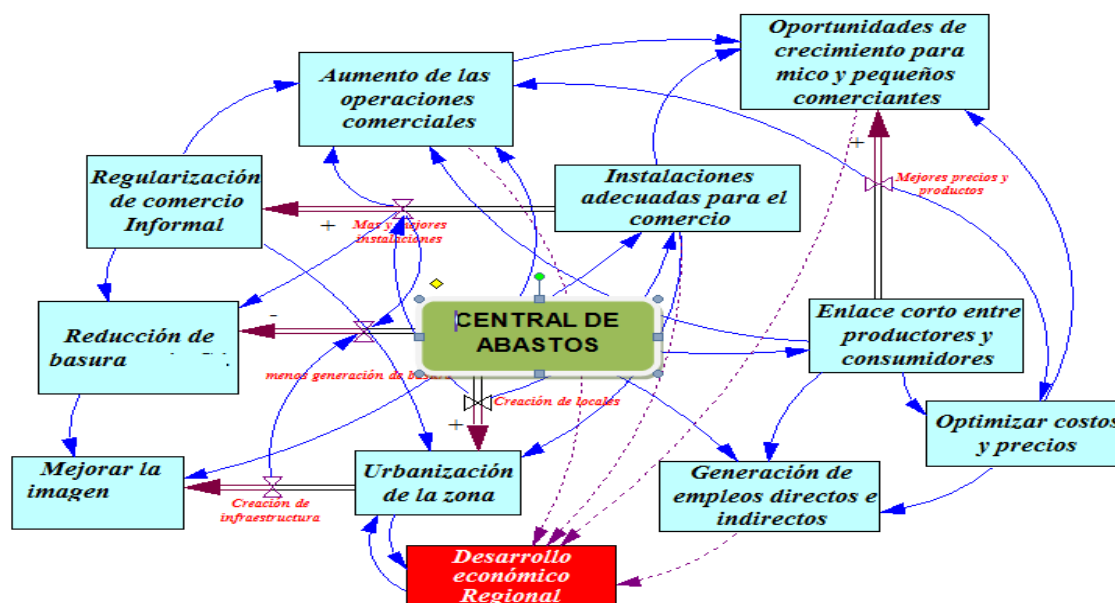 Oportunidades de
crecimiento para
mico y pequeños
comerciantes
Aumento de las
operaciones
comerciales
+
Mejores precios y
productos
Regularización
de comercio
Informal
Instalaciones
adecuadas para el
comercio
+
Mas y mejores
instalaciones
-
Reducción de
basura
CENTRAL DE
ABASTOS
Enlace corto entre
productores y
consumidores
menos generación de
Creación de locales
+
Optimizar costos
y precios
Mejorar la
imagen
Urbanización
de la zona
Generación de
empleos directos e
indirectos
Creación de
infraestructura
Desarrollo
económico
Regional